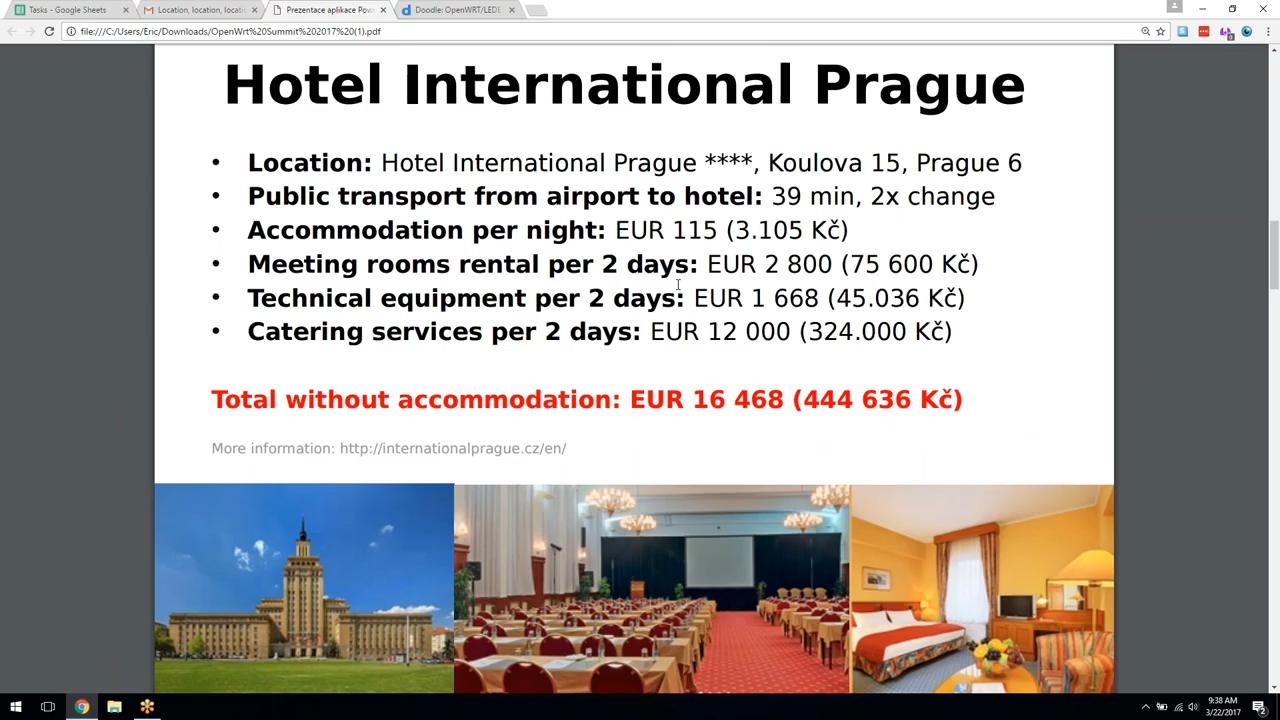 Tasks - Google Sheets
Location, location, locati
Prezentace aplikace Pow
Doodle: OpenWRT/LEDE
file:///C:/Users/Eric/Downloads/OpenWrt%20Summit%202017%20(1).pdf
Hotel International Prague
• Location: Hotel International Prague ****, Koulova 15, Prague 6
• Public transport from airport to hotel: 39 min, 2x change
• Accommodation per night: EUR 115 (3.105 Kč)
• Meeting rooms rental per 2 days: EUR 2 800 (75 600 Kč)
• Technical equipment per 2 days: EUR 1 668 (45.036 Kč)
• Catering services per 2 days: EUR 12 000 (324.000 Kč)
Total without accommodation: EUR 16 468 (444 636 Kč)
More information: http://internationalprague.cz/en/
9:38 AM
3/22/2017